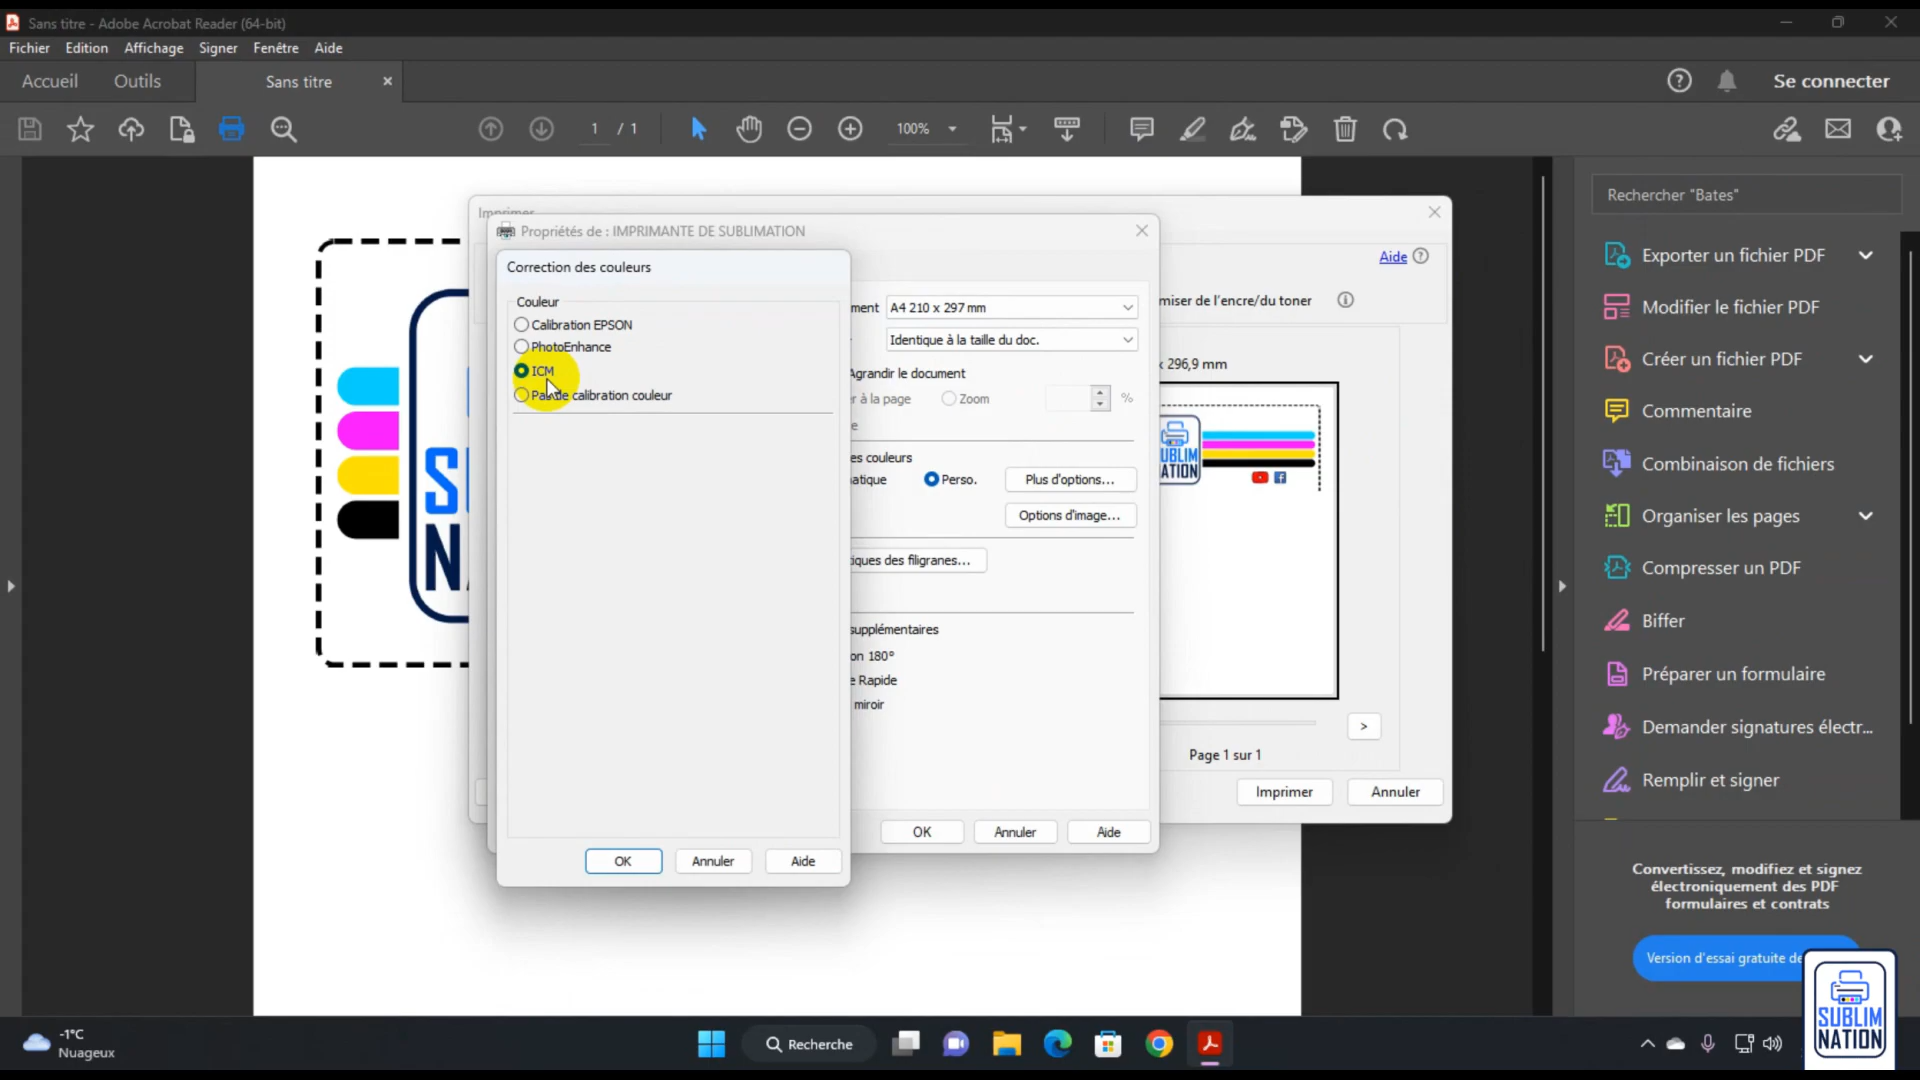 Sans titre - Adobe Acrobat Reader (64-bit)
Fichier Edition Affichage Signer Fenêtre Aide
Accueil Outils Sans titre Se connecter
1 / 1 100%
Rechercher "Bates"
Exporter un fichier PDF
Modifier le fichier PDF
Créer un fichier PDF
Commentaire
Combinaison de fichiers
Organiser les pages
Compresser un PDF
Biffer
Préparer un formulaire
Demander signatures électr...
Remplir et signer
Convertissez, modifiez et signez
électroniquement des PDF
formulaires et contrats
Version d'essai gratuite de
Imprimer
Aide
miser de l'encre/du toner
x 296,9 mm
UBLIM
ATION
>
Page 1 sur 1
Imprimer Annuler
Propriétés de : IMPRIMANTE DE SUBLIMATION
ment A4 210 x 297 mm
Identique à la taille du doc.
Agrandir le document
r à la page Zoom %
e
es couleurs
atique Perso. Plus d'options...
Options d'image...
iques des filigranes...
supplémentaires
on 180°
e Rapide
miroir
OK Annuler Aide
Correction des couleurs
Couleur
Calibration EPSON
PhotoEnhance
ICM
Pas de calibration couleur
OK Annuler Aide
S
NA
-1°C
Nuageux
Recherche
SUBLIM
NATION